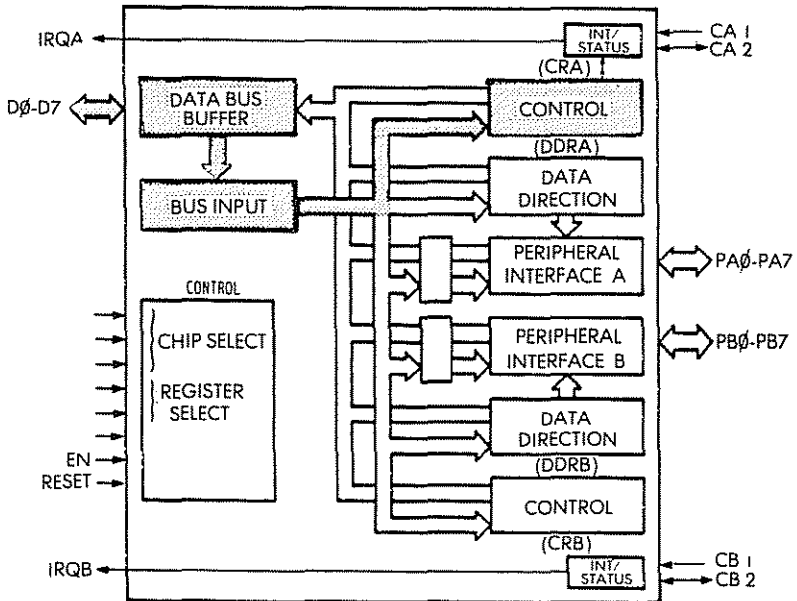 IRQA
INT/
STATUS
CA 1
CA 2
(CRA)
DØ-D7
DATA BUS
BUFFER
CONTROL
(DDRA)
BUS INPUT
DATA
DIRECTION
PERIPHERAL
INTERFACE A
PAØ-PA7
CONTROL
CHIP SELECT
REGISTER
SELECT
EN
RESET
PERIPHERAL
INTERFACE B
PBØ-PB7
DATA
DIRECTION
(DDRB)
CONTROL
(CRB)
IRQB
INT/
STATUS
CB 1
CB 2